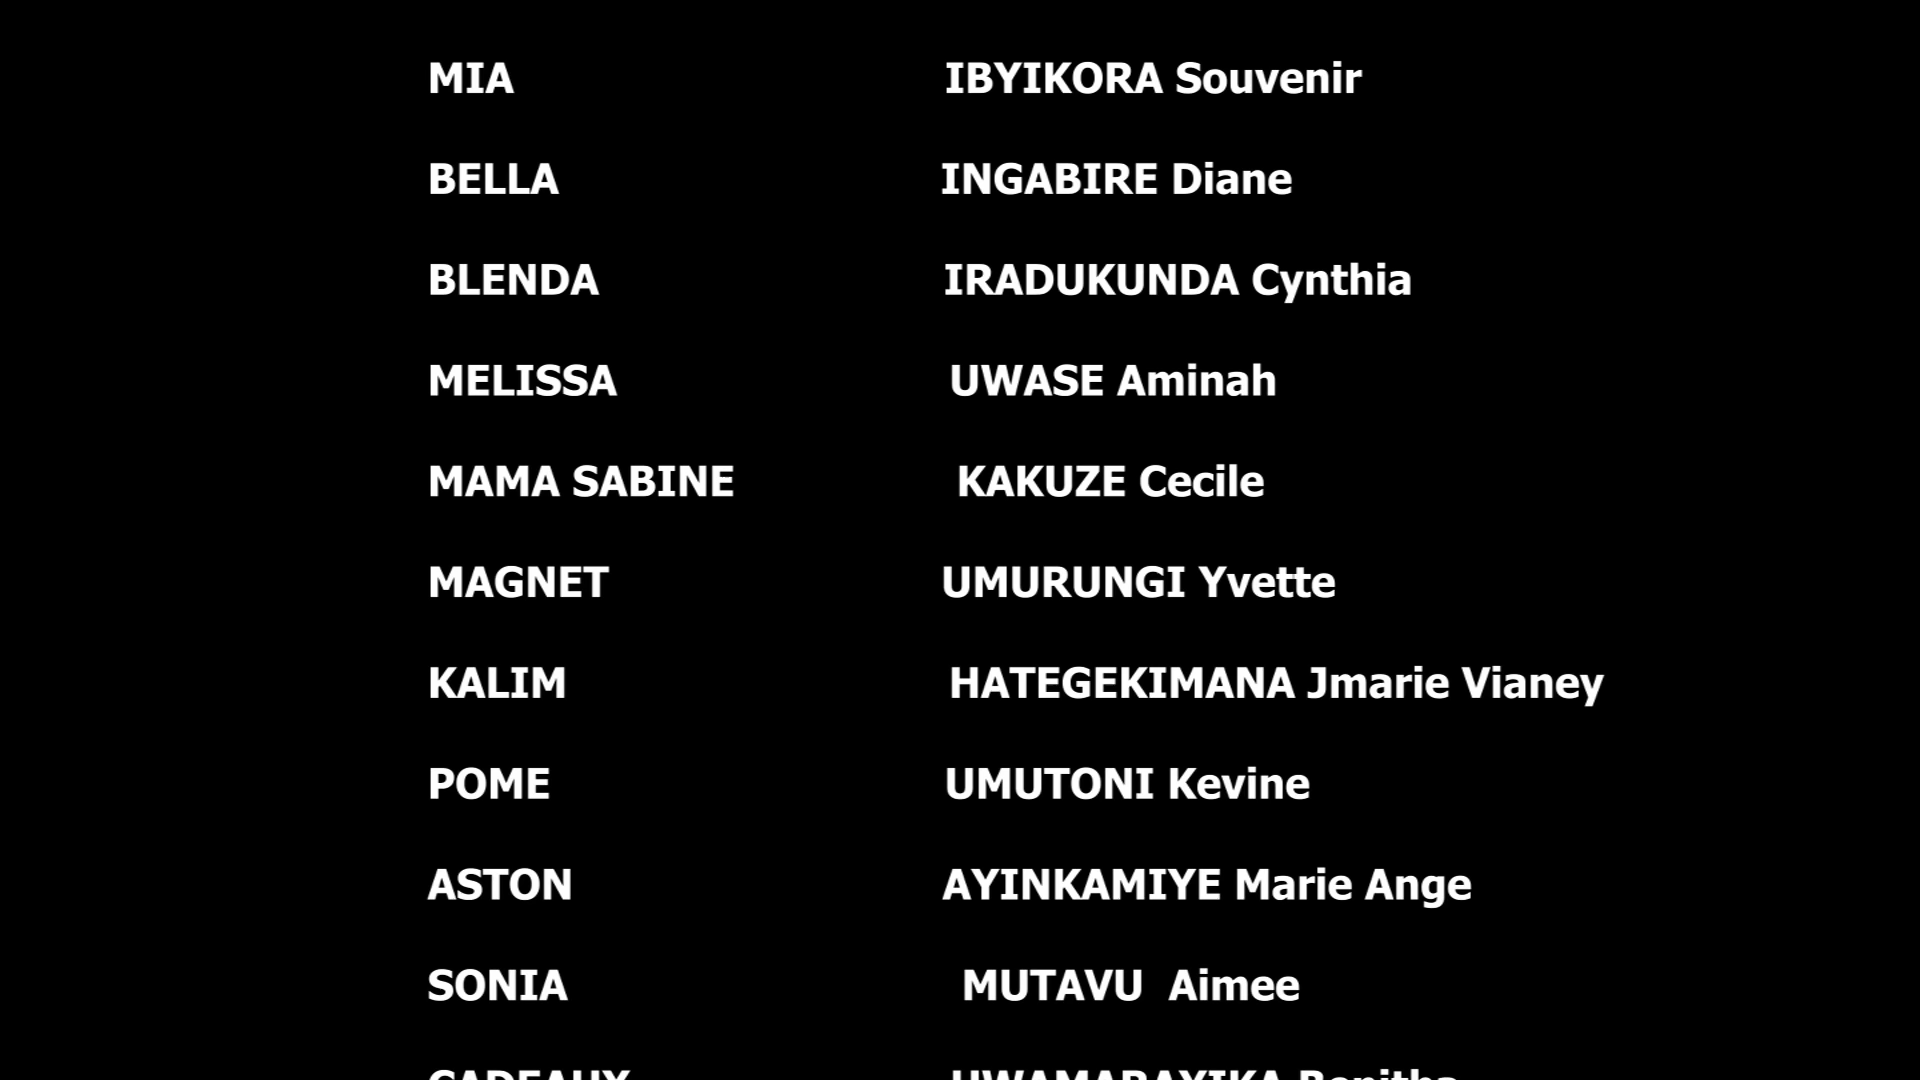 MIA IBYIKORA Souvenir
BELLA INGABIRE Diane
BLENDA IRADUKUNDA Cynthia
MELISSA UWASE Aminah
MAMA SABINE KAKUZE Cecile
MAGNET UMURUNGI Yvette
KALIM HATEGEKIMANA Jmarie Vianey
POME UMUTONI Kevine
ASTON AYINKAMIYE Marie Ange
SONIA MUTAVU Aimee
CADEAUX